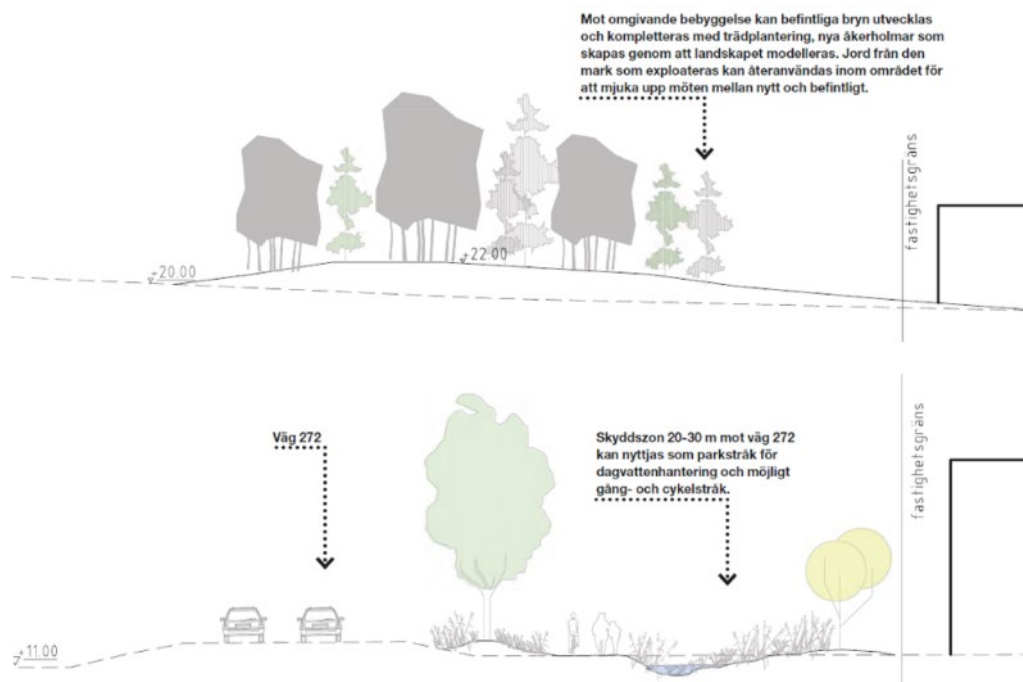 Mot omgivande bebyggelse kan befintliga bryn utvecklas
och kompletteras med trädplantering, nya åkerholmar som
skapas genom att landskapet modelleras. Jord från den
mark som exploateras kan återanvändas inom området för
att mjuka upp möten mellan nytt och befintligt.
fastighetsgräns
+22.00
+20.00
Väg 272
Skyddszon 20-30 m mot väg 272
kan nyttjas som parkstråk för
dagvattenhantering och möjligt
gång- och cykelstråk.
fastighetsgräns
+11.00